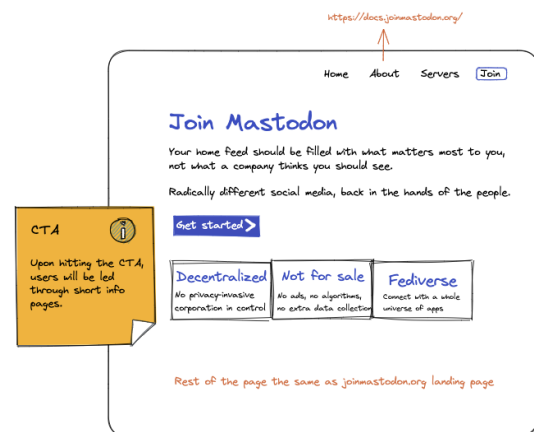 https://docs.joinmastodon.org/
Home About Servers Join
Join Mastodon
Your home feed should be filled with what matters most to you,
not what a company thinks you should see.
Radically different social media, back in the hands of the people.
Get started
CTA
Upon hitting the CTA,
users will be led
through short info
pages.
Decentralized
No privacy-invasive
corporation in control
Not for sale
No ads, no algorithms,
no extra data collection
Fediverse
Connect with a whole
universe of apps
Rest of the page the same as joinmastodon.org landing page